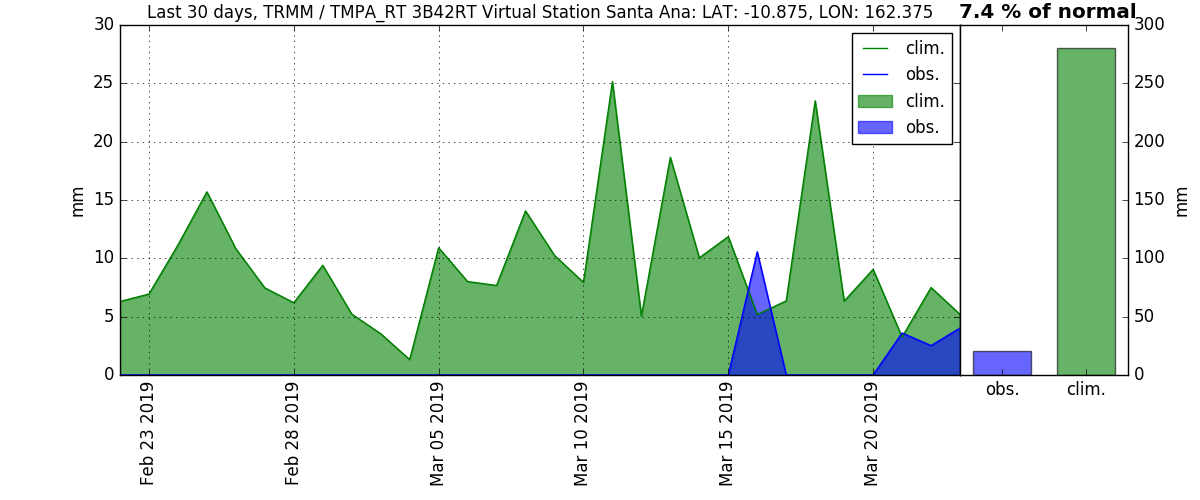 Last 30 days, TRMM / TMPA_RT 3B42RT Virtual Station Santa Ana: LAT: -10.875, LON: 162.375
7.4 % of normal
30
25
20
15
10
5
0
mm
clim.
obs.
clim.
obs.
Feb 23 2019
Feb 28 2019
Mar 05 2019
Mar 10 2019
Mar 15 2019
Mar 20 2019
300
250
200
150
100
50
0
mm
obs.
clim.